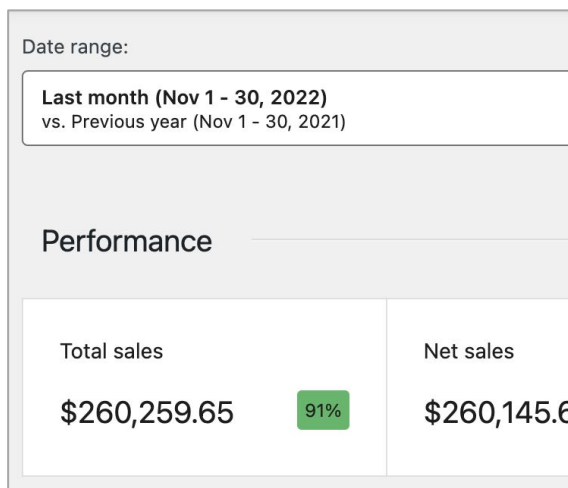 Date range:
Last month (Nov 1 - 30, 2022)
vs. Previous year (Nov 1 - 30, 2021)
Performance
Total sales
Net sales
$260,259.65
91%
$260,145.6